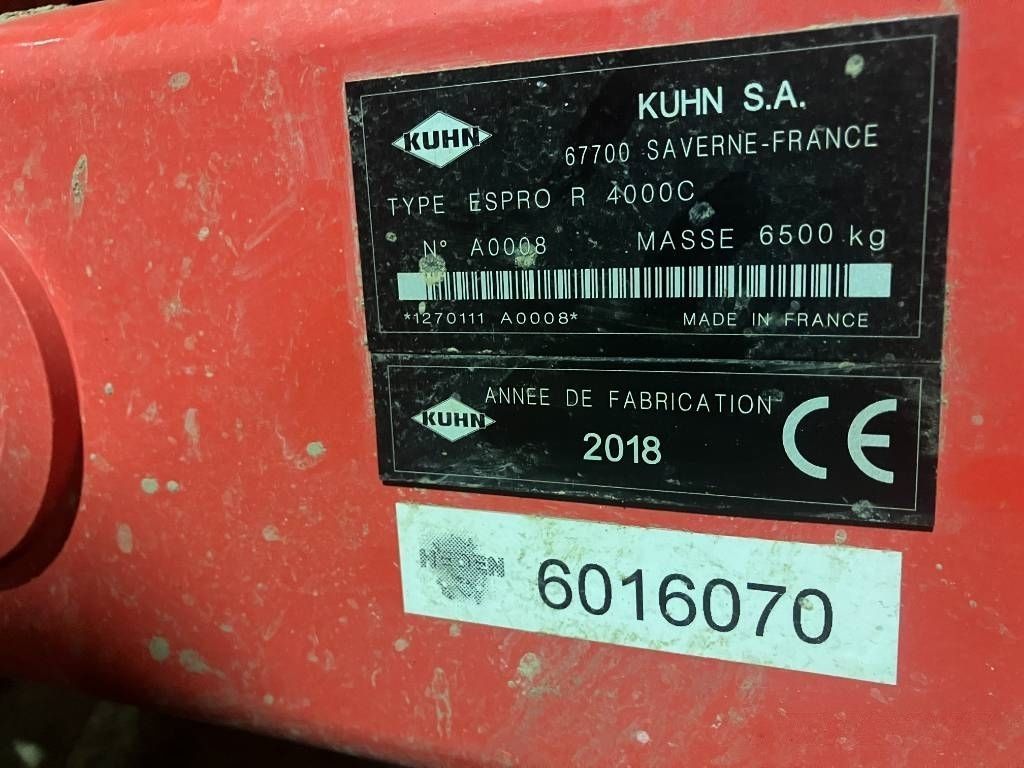 KUHN
KUHN S.A.
67700 SAVERNE-FRANCE
TYPE ESPRO R 4000C
N° A0008 MASSE 6500 kg
*1270111 A0008* MADE IN FRANCE
KUHN
ANNEE DE FABRICATION
2018
CE
6016070